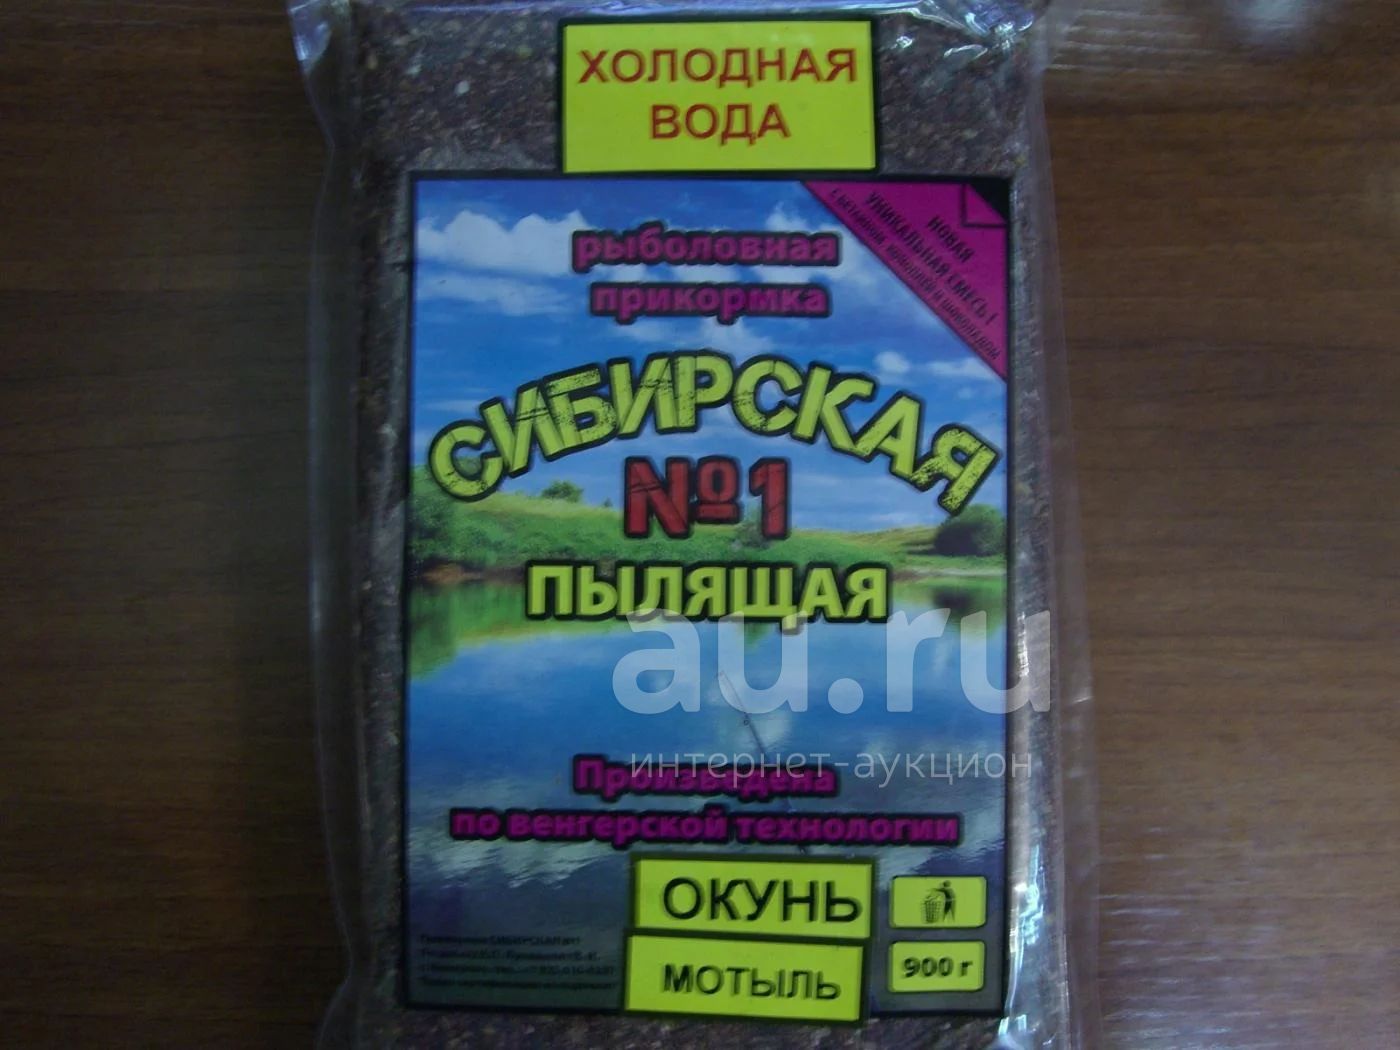 ХОЛОДНАЯ
ВОДА
НОВАЯ
УНИКАЛЬНАЯ СМЕСЬ!
рыболовная
прикормка
СИБИРСКАЯ
№1
ПЫЛЯЩАЯ
au.ru
интернет-аукцион
Произведена
по венгерской технологии
ОКУНЬ
МОТЫЛЬ
900 г